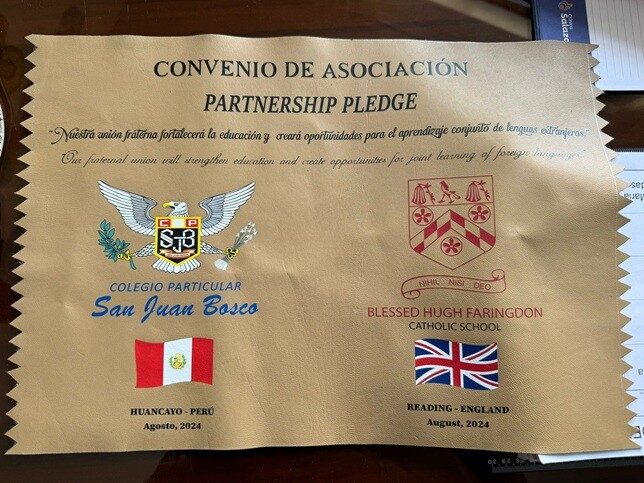 CONVENIO DE ASOCIACIÓN
PARTNERSHIP PLEDGE
"Nuestra unión fraterna fortalecerá la educación y creará oportunidades para el aprendizaje conjunto de lenguas extranjeras."
Our fraternal union will strengthen education and create opportunities for joint learning of foreign languages
C P
SJB
COLEGIO PARTICULAR
San Juan Bosco
HUANCAYO - PERÚ
Agosto, 2024
NIHIL NISI DEO
BLESSED HUGH FARINGDON
CATHOLIC SCHOOL
READING - ENGLAND
August, 2024